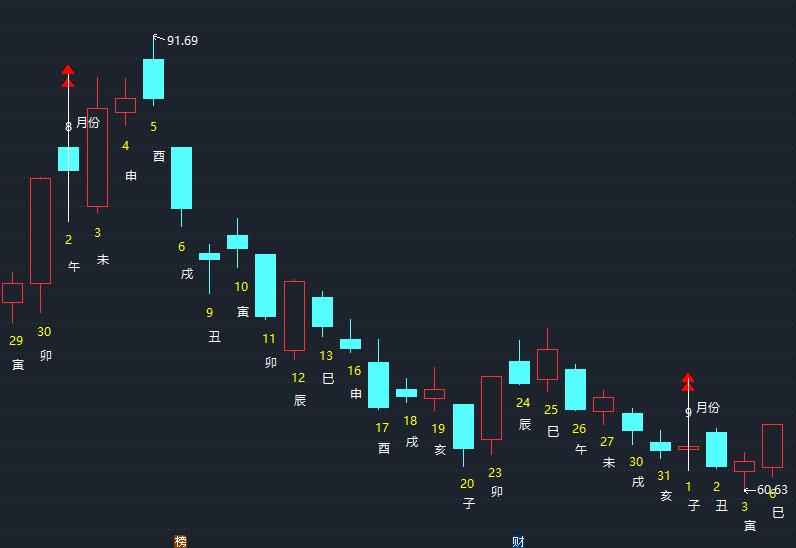 91.69
8 月份
5
4
酉
申
2
3
6
午
未
戌
10
9
寅
丑
29
30
11
13
寅
卯
卯
12
巳
16
辰
申
24
25
9 月份
17
18
19
辰
巳
26
酉
戌
亥
午
27
20
23
未
30
子
卯
戌
31
1
2
60.63
6
亥
子
丑
3
巳
寅
榜
财